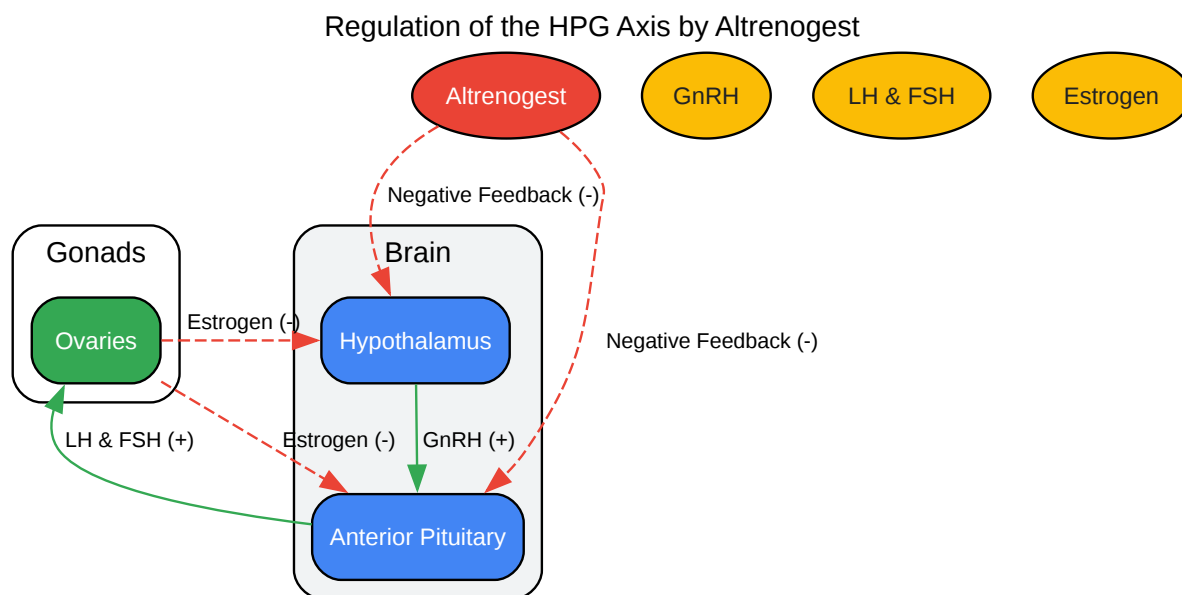 Regulation of the HPG Axis by Altrenogest
Altrenogest
GnRH
LH & FSH
Estrogen
Negative Feedback (-)
Gonads
Brain
Ovaries
Estrogen (-)
Hypothalamus
Negative Feedback (-)
LH & FSH (+)
Estrogen (-)
GnRH (+)
Anterior Pituitary